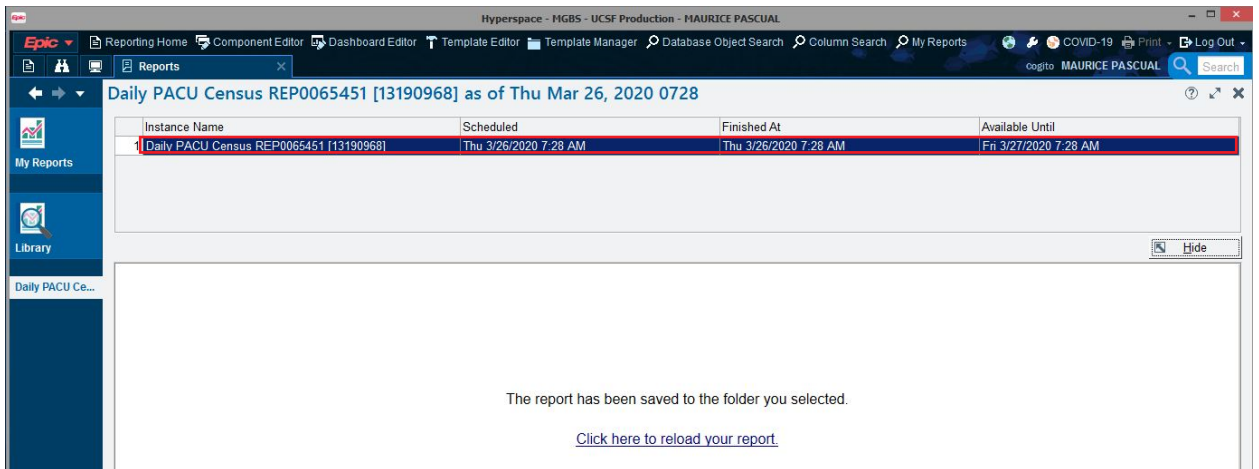 Epic
Hyperspace - MGBS - UCSF Production - MAURICE PASCUAL
Epic Reporting Home Component Editor Dashboard Editor Template Editor Template Manager Database Object Search Column Search My Reports COVID-19 Print Log Out
Reports cogito MAURICE PASCUAL Search
Daily PACU Census REP0065451 [13190968] as of Thu Mar 26, 2020 0728
Instance Name Scheduled Finished At Available Until
1 Daily PACU Census REP0065451 [13190968] Thu 3/26/2020 7:28 AM Thu 3/26/2020 7:28 AM Fri 3/27/2020 7:28 AM
My Reports
Library
Hide
Daily PACU Ce...
The report has been saved to the folder you selected.
Click here to reload your report.